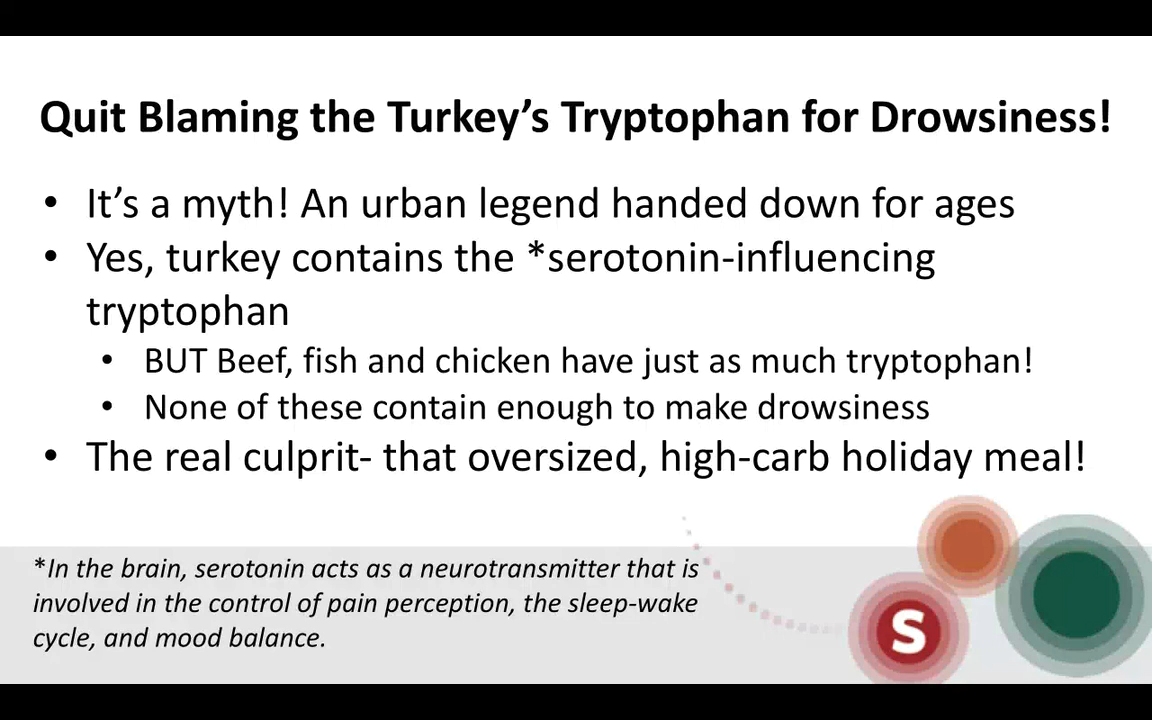 Quit Blaming the Turkey’s Tryptophan for Drowsiness!
• It’s a myth! An urban legend handed down for ages
• Yes, turkey contains the *serotonin-influencing
tryptophan
• BUT Beef, fish and chicken have just as much tryptophan!
• None of these contain enough to make drowsiness
• The real culprit- that oversized, high-carb holiday meal!
*In the brain, serotonin acts as a neurotransmitter that is
involved in the control of pain perception, the sleep-wake
cycle, and mood balance.
S